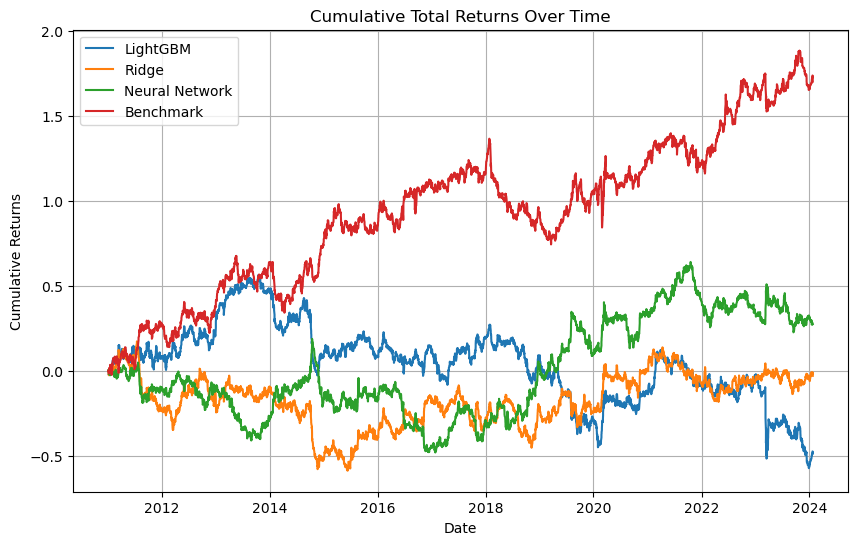 Cumulative Total Returns Over Time
LightGBM
Ridge
Neural Network
Benchmark
2.0
1.5
1.0
0.5
0.0
−0.5
Cumulative Returns
2012 2014 2016 2018 2020 2022 2024
Date